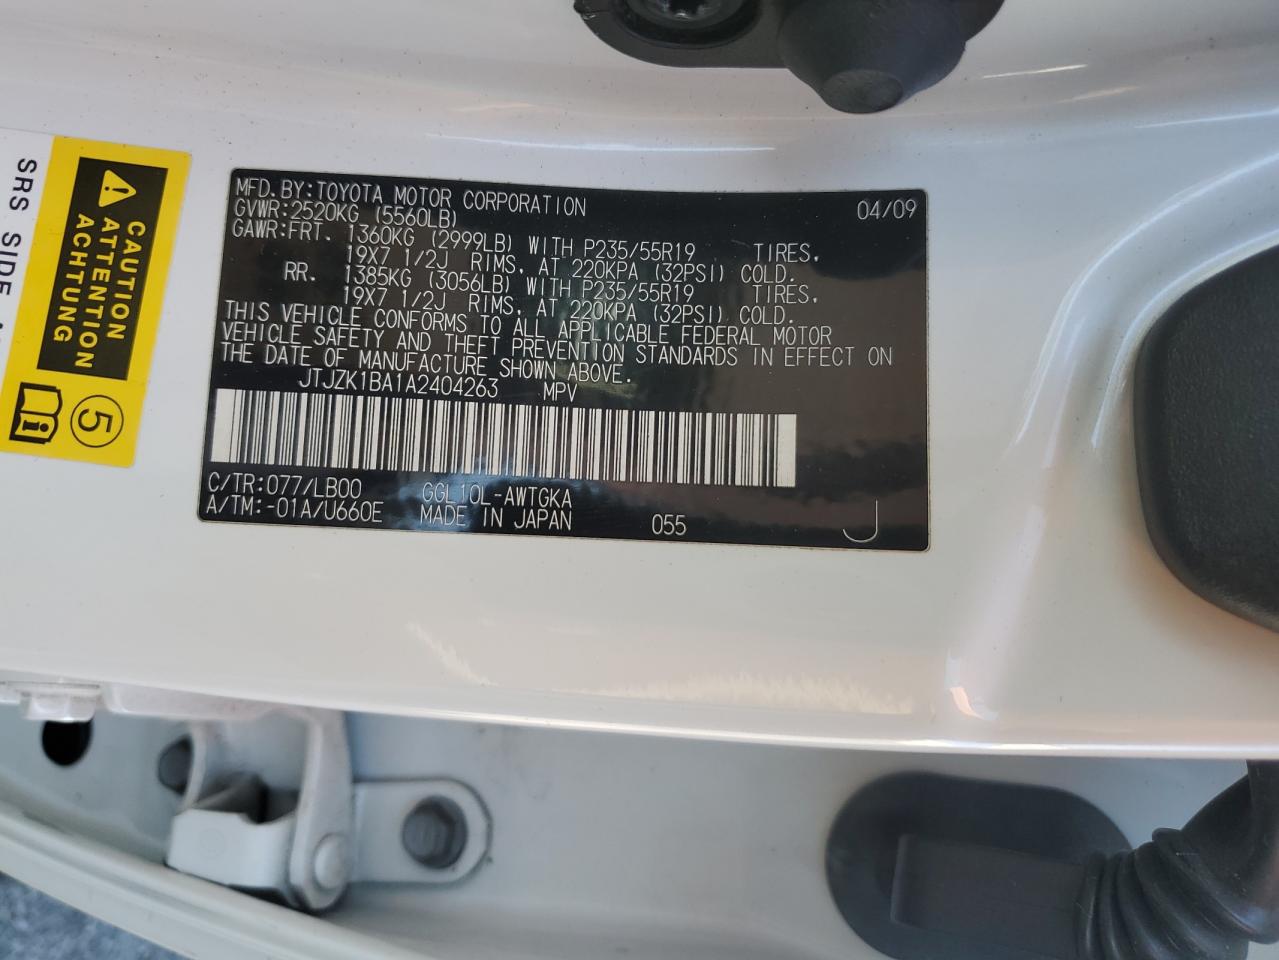 MFD.BY:TOYOTA MOTOR CORPORATION 04/09
GVWR:2520KG (5560LB)
GAWR:FRT. 1360KG (2999LB) WITH P235/55R19 TIRES,
19X7 1/2J RIMS, AT 220KPA (32PSI) COLD.
RR. 1385KG (3056LB) WITH P235/55R19 TIRES,
19X7 1/2J RIMS, AT 220KPA (32PSI) COLD.
THIS VEHICLE CONFORMS TO ALL APPLICABLE FEDERAL MOTOR
VEHICLE SAFETY AND THEFT PREVENTION STANDARDS IN EFFECT ON
THE DATE OF MANUFACTURE SHOWN ABOVE.
JTJZK1BA1A2404263 MPV
C/TR:077/LB00 GGL10L-AWTGKA
A/TM:-01A/U660E MADE IN JAPAN 055 J
CAUTION
ATTENTION
ACHTUNG
5
SRS SIDE